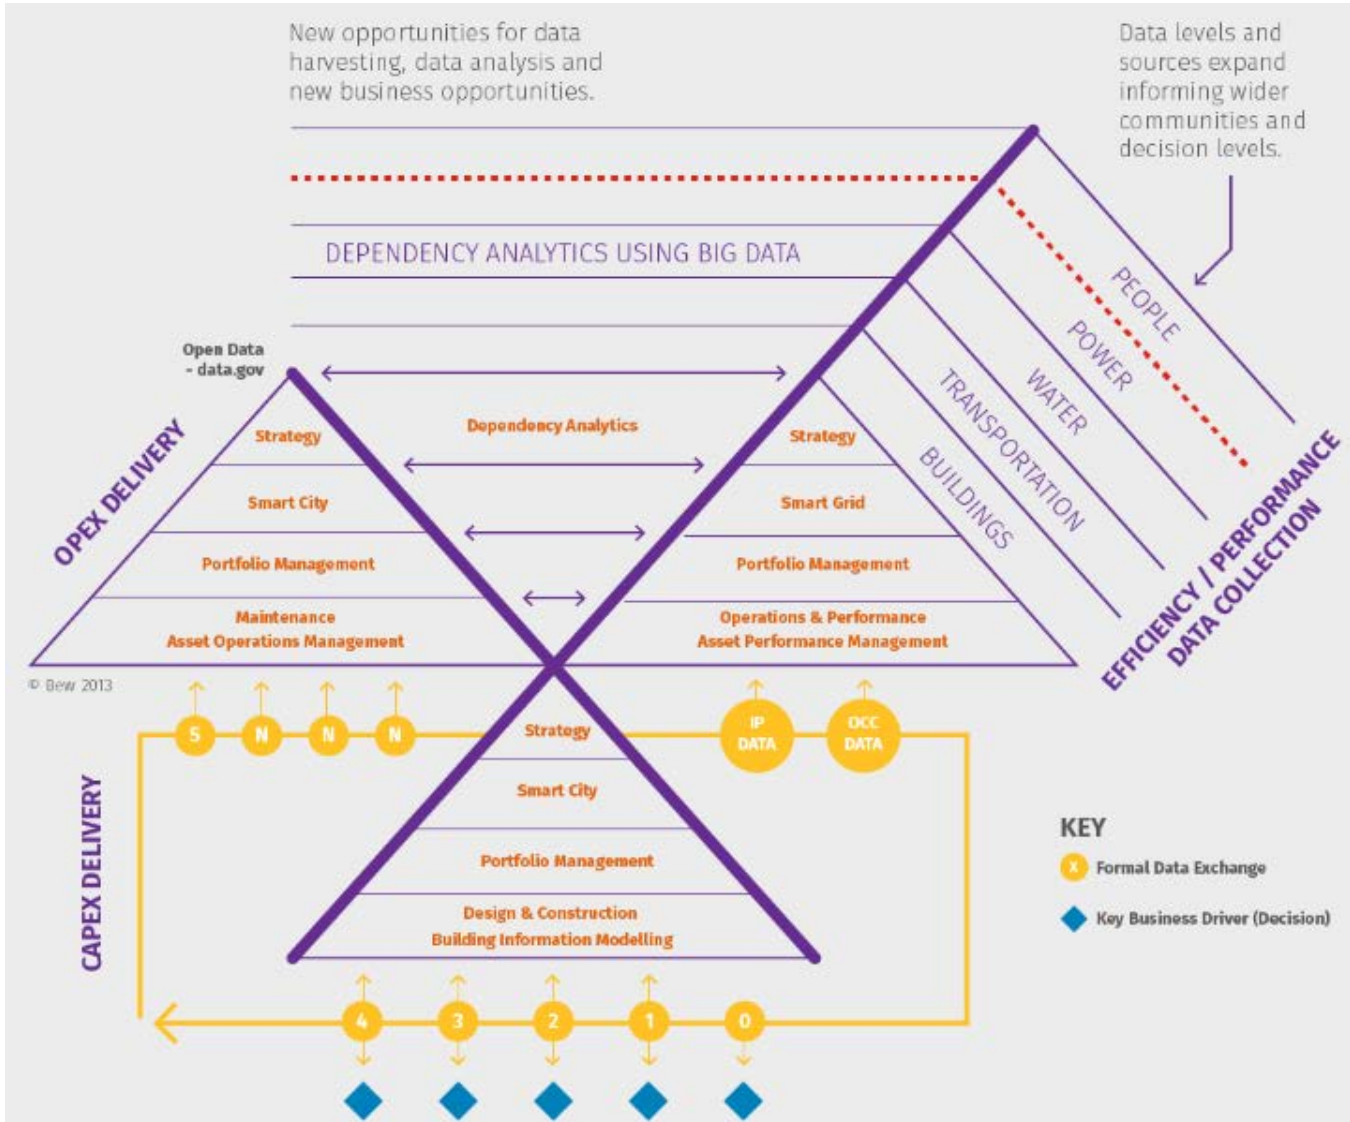 New opportunities for data
harvesting, data analysis and
new business opportunities.
Data levels and
sources expand
informing wider
communities and
decision levels.
DEPENDENCY ANALYTICS USING BIG DATA
PEOPLE
POWER
WATER
TRANSPORTATION
BUILDINGS
EFFICIENCY / PERFORMANCE
DATA COLLECTION
Open Data
- data.gov
OPEX DELIVERY
Strategy
Smart City
Portfolio Management
Maintenance
Asset Operations Management
Dependency Analytics
Strategy
Smart Grid
Portfolio Management
Operations & Performance
Asset Performance Management
© Bew 2013
5 N N N
IP
DATA
OCC
DATA
CAPEX DELIVERY
Strategy
Smart City
Portfolio Management
Design & Construction
Building Information Modelling
4 3 2 1 0
KEY
X Formal Data Exchange
Key Business Driver (Decision)